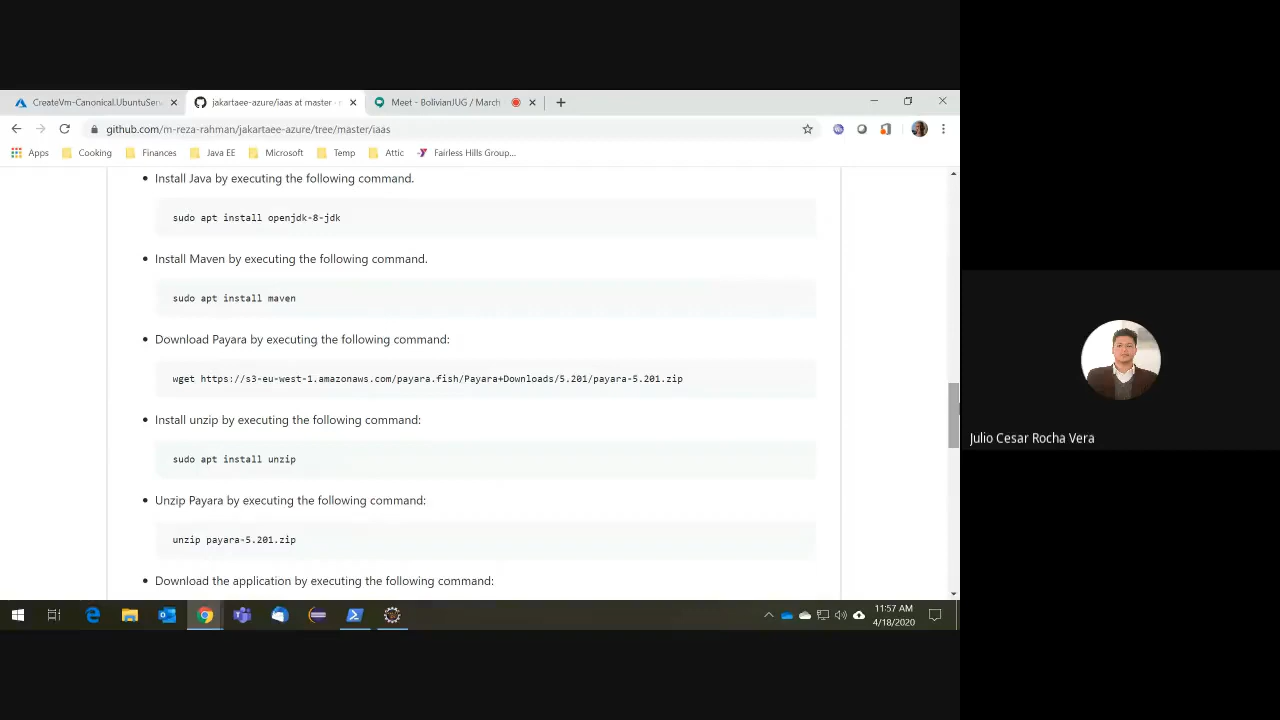 CreateVm-Canonical.UbuntuSer
jakartaee-azure/iaas at master ·
Meet - BolivianJUG / March
github.com/m-reza-rahman/jakartaee-azure/tree/master/iaas
Apps
Cooking
Finances
Java EE
Microsoft
Temp
Attic
Fairless Hills Group...
Install Java by executing the following command.
sudo apt install openjdk-8-jdk
Install Maven by executing the following command.
sudo apt install maven
Download Payara by executing the following command:
wget https://s3-eu-west-1.amazonaws.com/payara.fish/Payara+Downloads/5.201/payara-5.201.zip
Install unzip by executing the following command:
sudo apt install unzip
Unzip Payara by executing the following command:
unzip payara-5.201.zip
Download the application by executing the following command:
11:57 AM
4/18/2020
Julio Cesar Rocha Vera